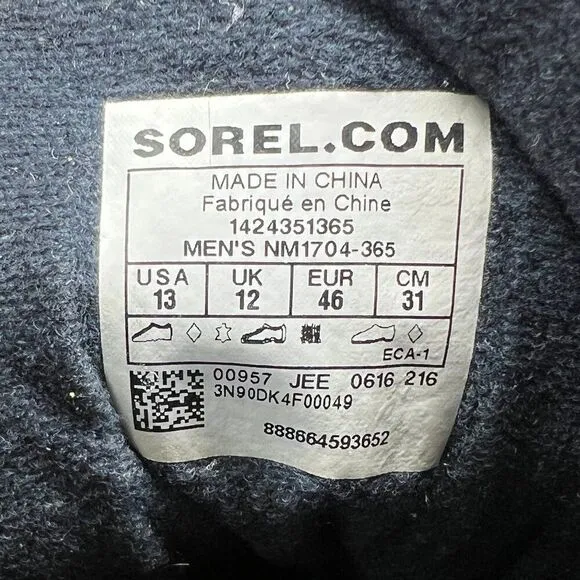 SOREL.COM
MADE IN CHINA
Fabriqué en Chine
1424351365
MEN'S NM1704-365
USA UK EUR CM
13 12 46 31
ECA-1
00957 JEE 0616 216
3N90DK4F00049
888664593652